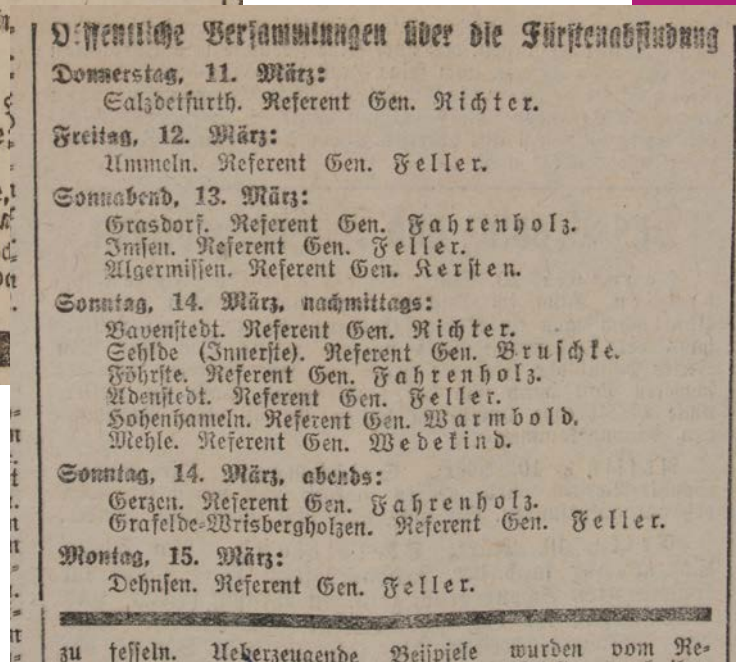 Öffentliche Versammlungen über die Fürstenabfindung
Donnerstag, 11. März:
Salzdetfurth. Referent Gen. Richter.
Freitag, 12. März:
Ummeln. Referent Gen. Feller.
Sonnabend, 13. März:
Grasdorf. Referent Gen. Fahrenholz.
Imsen. Referent Gen. Feller.
Algermissen. Referent Gen. Kersten.
Sonntag, 14. März, nachmittags:
Bavenstedt. Referent Gen. Richter.
Sehlde (Innerste). Referent Gen. Bruschke.
Föhrste. Referent Gen. Fahrenholz.
Adenstedt. Referent Gen. Feller.
Hohenhameln. Referent Gen. Warmbold.
Mehle. Referent Gen. Wedekind.
Sonntag, 14. März, abends:
Gerzen. Referent Gen. Fahrenholz.
Grafelde-Wrisbergholzen. Referent Gen. Feller.
Montag, 15. März:
Dehnsen. Referent Gen. Feller.
zu fesseln. Ueberzeugende Beispiele wurden vom Re-